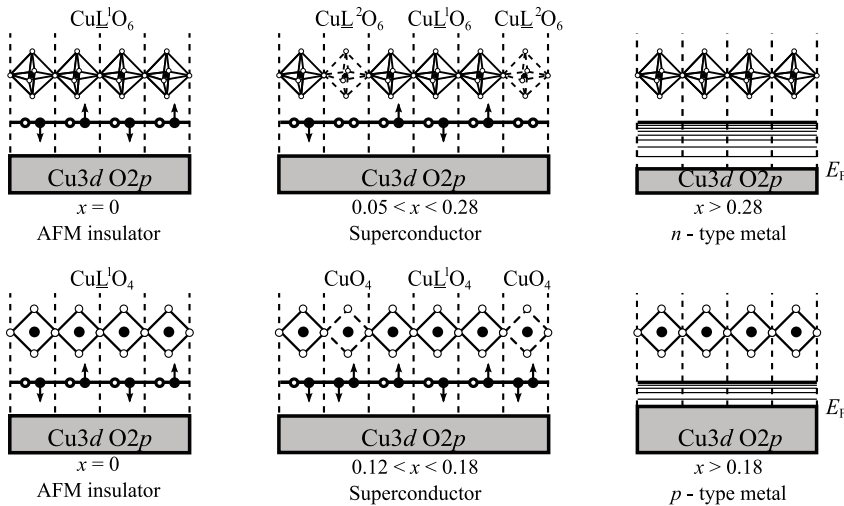 CuL¹O₆
CuL²O₆ CuL¹O₆ CuL²O₆
Cu3d O2p
Cu3d O2p
Cu3d O2p
E_F
x = 0
0.05 < x < 0.28
x > 0.28
AFM insulator
Superconductor
n - type metal
CuL¹O₄
CuO₄ CuL¹O₄ CuO₄
Cu3d O2p
Cu3d O2p
Cu3d O2p
E_F
x = 0
0.12 < x < 0.18
x > 0.18
AFM insulator
Superconductor
p - type metal